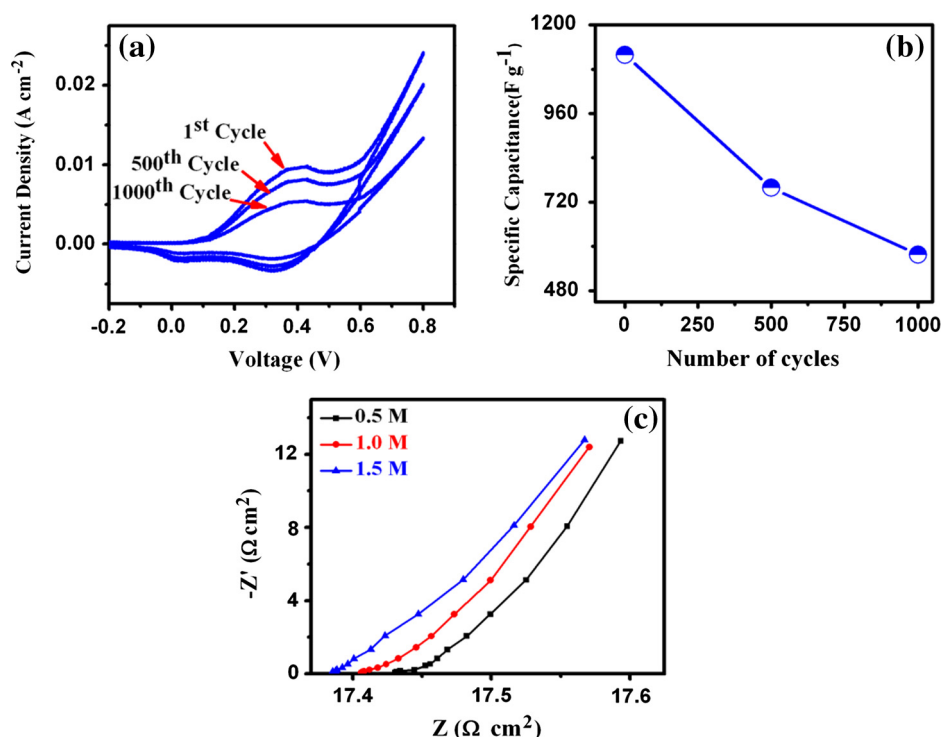 (a)
Current Density (A cm⁻²)
0.02
0.01
0.00
1ˢᵗ Cycle
500ᵗʰ Cycle
1000ᵗʰ Cycle
-0.2 0.0 0.2 0.4 0.6 0.8
Voltage (V)
(b)
Specific Capacitance(F g⁻¹)
1200
960
720
480
0 250 500 750 1000
Number of cycles
(c)
0.5 M
1.0 M
1.5 M
-Z' (Ω cm²)
12
8
4
0
17.4 17.5 17.6
Z (Ω cm²)